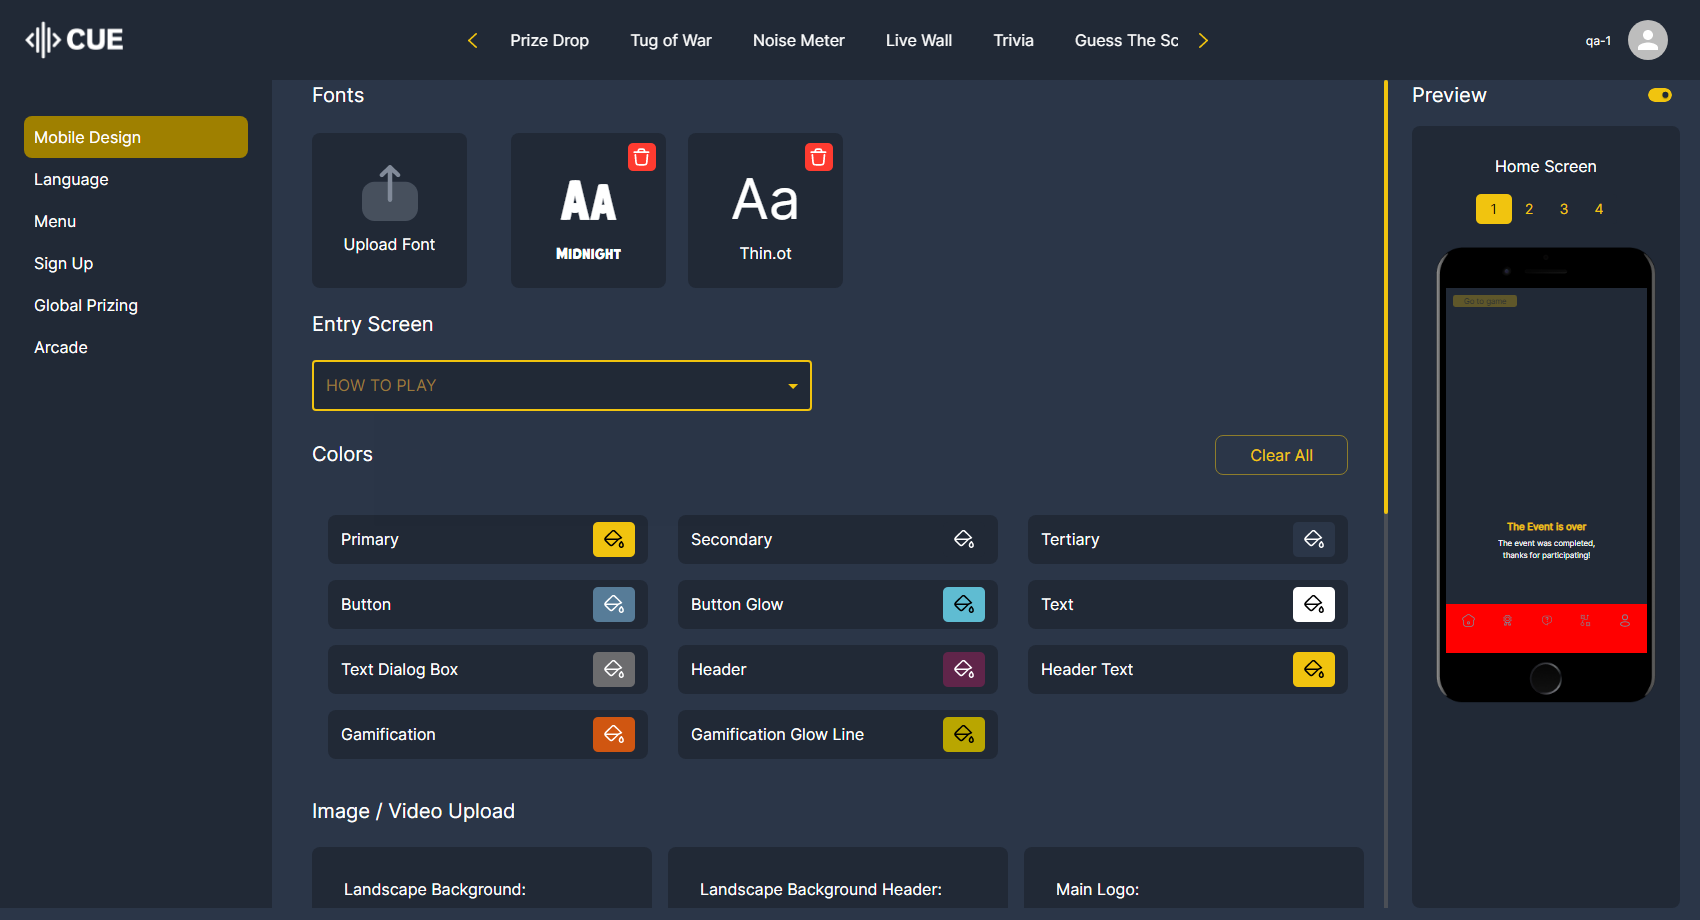 CUE
Prize Drop
Tug of War
Noise Meter
Live Wall
Trivia
Guess The Sc
qa-1
Mobile Design
Language
Menu
Sign Up
Global Prizing
Arcade
Fonts
Upload Font
AA
MIDNIGHT
Aa
Thin.ot
Entry Screen
HOW TO PLAY
Colors
Clear All
Primary
Secondary
Tertiary
Button
Button Glow
Text
Text Dialog Box
Header
Header Text
Gamification
Gamification Glow Line
Image / Video Upload
Landscape Background:
Landscape Background Header:
Main Logo:
Preview
Home Screen
1
2
3
4
Go to game
The Event is over
The event was completed,
thanks for participating!